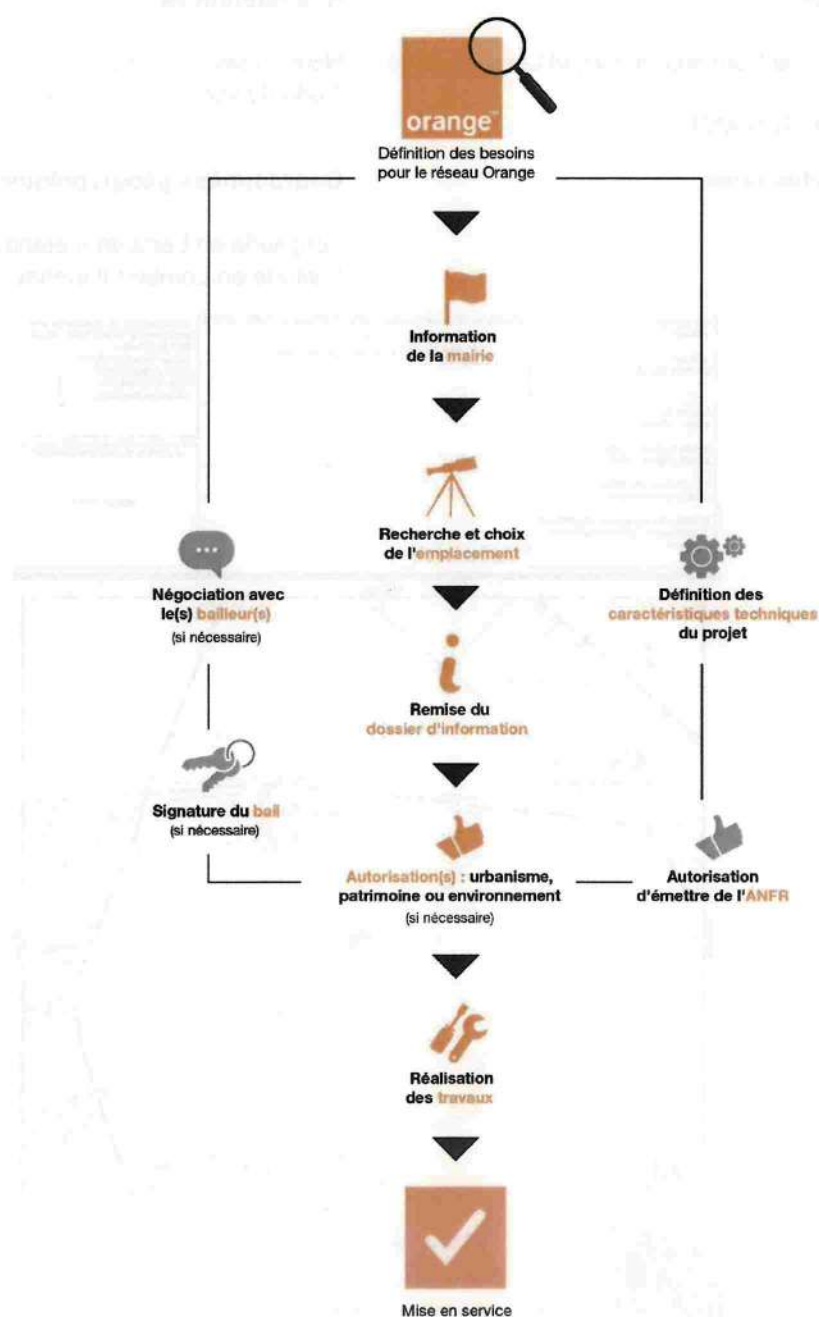 orange™
Définition des besoins
pour le réseau Orange
Information
de la mairie
Recherche et choix
de l'emplacement
Négociation avec
le(s) bailleur(s)
(si nécessaire)
Définition des
caractéristiques techniques
du projet
Remise du
dossier d'information
Signature du bail
(si nécessaire)
Autorisation(s) : urbanisme,
patrimoine ou environnement
(si nécessaire)
Autorisation
d'émettre de l'ANFR
Réalisation
des travaux
Mise en service